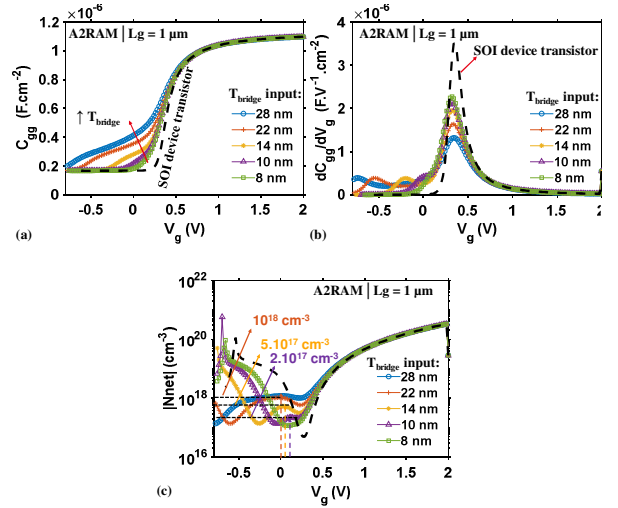 ×10⁻⁶
A2RAM | Lg = 1 µm
1.2
1
0.8
0.6
0.4
0.2
0
C_gg (F.cm⁻²)
↑ T_bridge
SOI device transistor
T_bridge input:
28 nm
22 nm
14 nm
10 nm
8 nm
-0.5 0 0.5 1 1.5 2
V_g (V)
(a)
×10⁻⁶
A2RAM | Lg = 1 µm
4
3
2
1
0
dC_gg/dV_g (F.V⁻¹.cm⁻²)
SOI device transistor
T_bridge input:
28 nm
22 nm
14 nm
10 nm
8 nm
-0.5 0 0.5 1 1.5 2
V_g (V)
(b)
A2RAM | Lg = 1 µm
10²²
10²⁰
10¹⁸
10¹⁶
|Nnet| (cm⁻³)
10¹⁸ cm⁻³
5.10¹⁷ cm⁻³
2.10¹⁷ cm⁻³
T_bridge input:
28 nm
22 nm
14 nm
10 nm
8 nm
-0.5 0 0.5 1 1.5 2
V_g (V)
(c)